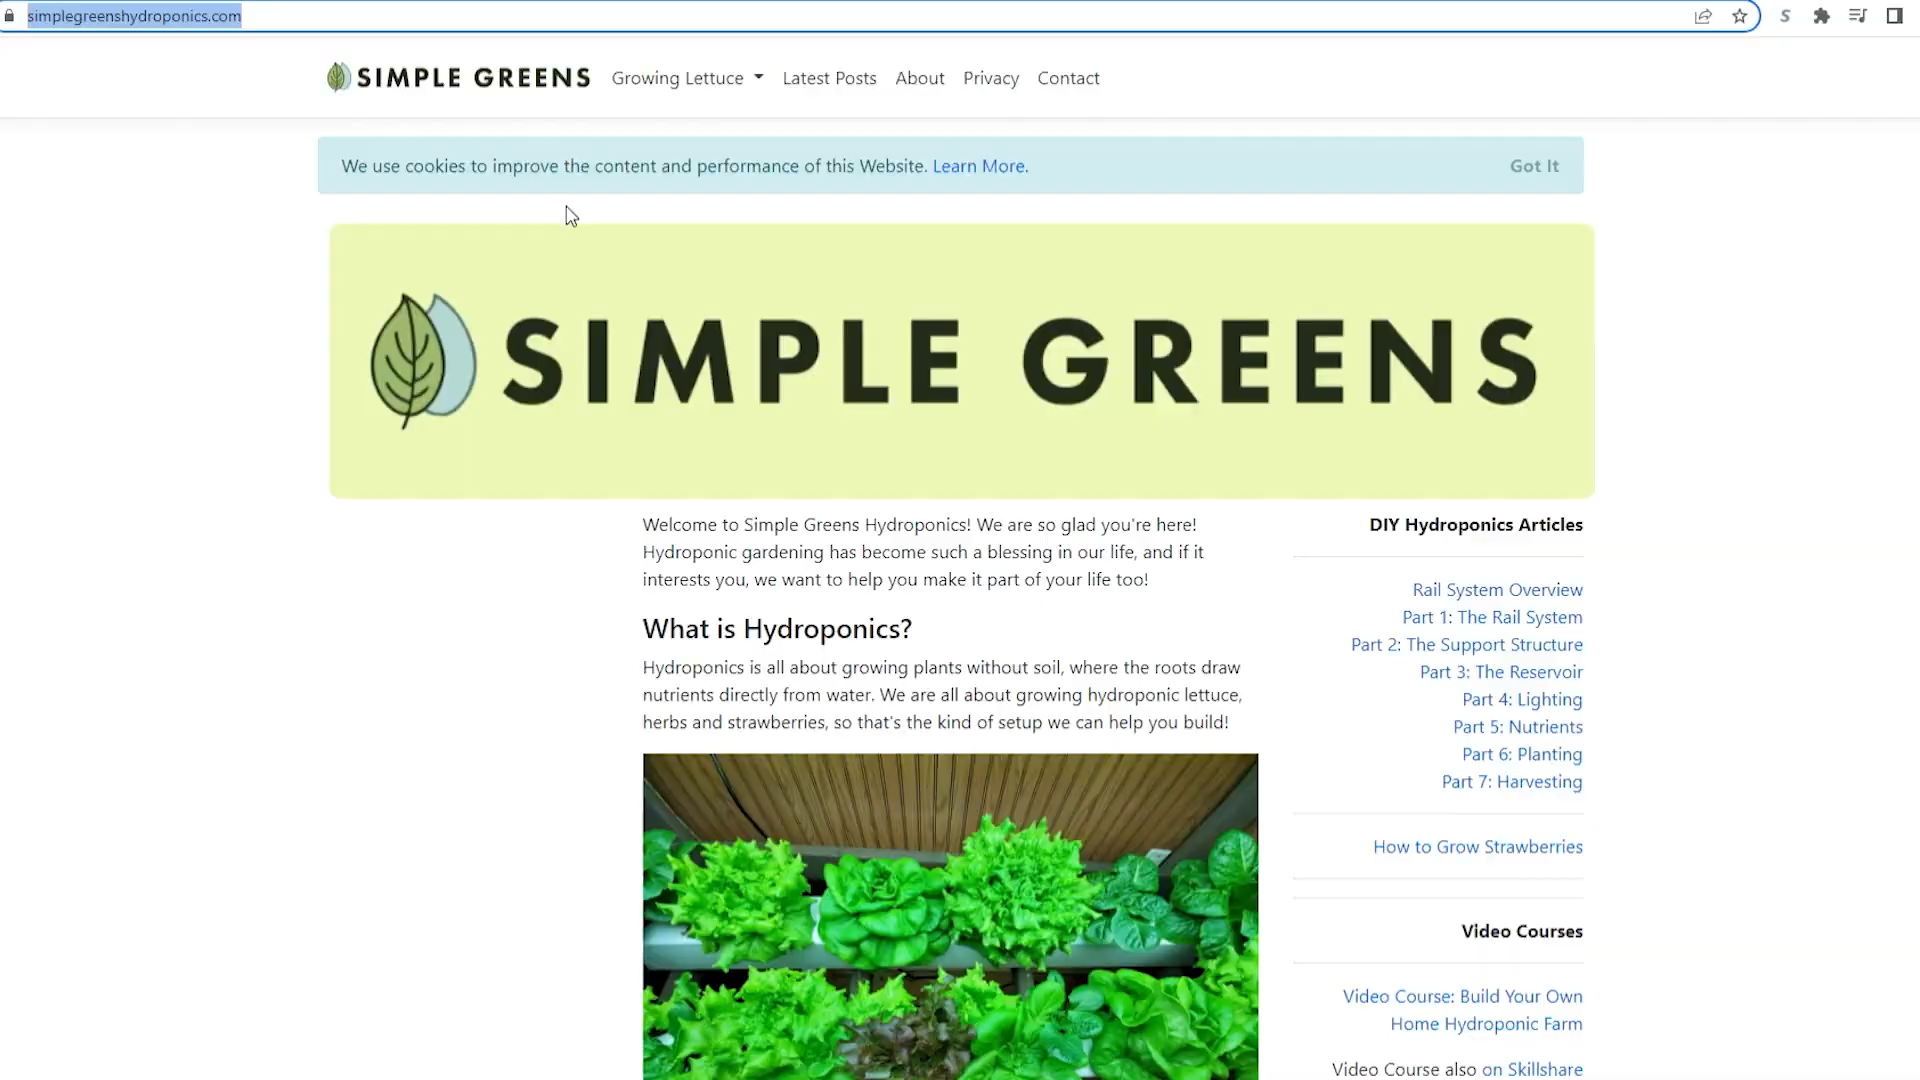 simplegreenshydroponics.com
SIMPLE GREENS Growing Lettuce Latest Posts About Privacy Contact
We use cookies to improve the content and performance of this Website. Learn More. Got It
SIMPLE GREENS
Welcome to Simple Greens Hydroponics! We are so glad you're here!
Hydroponic gardening has become such a blessing in our life, and if it
interests you, we want to help you make it part of your life too!
What is Hydroponics?
Hydroponics is all about growing plants without soil, where the roots draw
nutrients directly from water. We are all about growing hydroponic lettuce,
herbs and strawberries, so that's the kind of setup we can help you build!
DIY Hydroponics Articles
Rail System Overview
Part 1: The Rail System
Part 2: The Support Structure
Part 3: The Reservoir
Part 4: Lighting
Part 5: Nutrients
Part 6: Planting
Part 7: Harvesting
How to Grow Strawberries
Video Courses
Video Course: Build Your Own
Home Hydroponic Farm
Video Course also on Skillshare